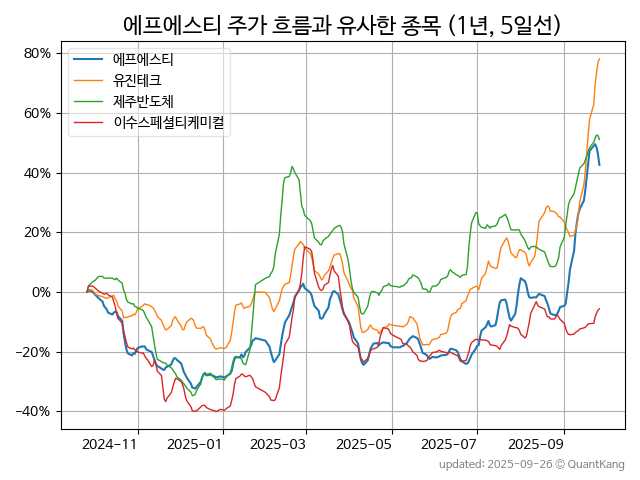 에프에스티 주가 흐름과 유사한 종목 (1년, 5일선)
80%
60%
40%
20%
0%
−20%
−40%
에프에스티
유진테크
제주반도체
이수스페셜티케미컬
2024-11
2025-01
2025-03
2025-05
2025-07
2025-09
updated: 2025-09-26 © QuantKang